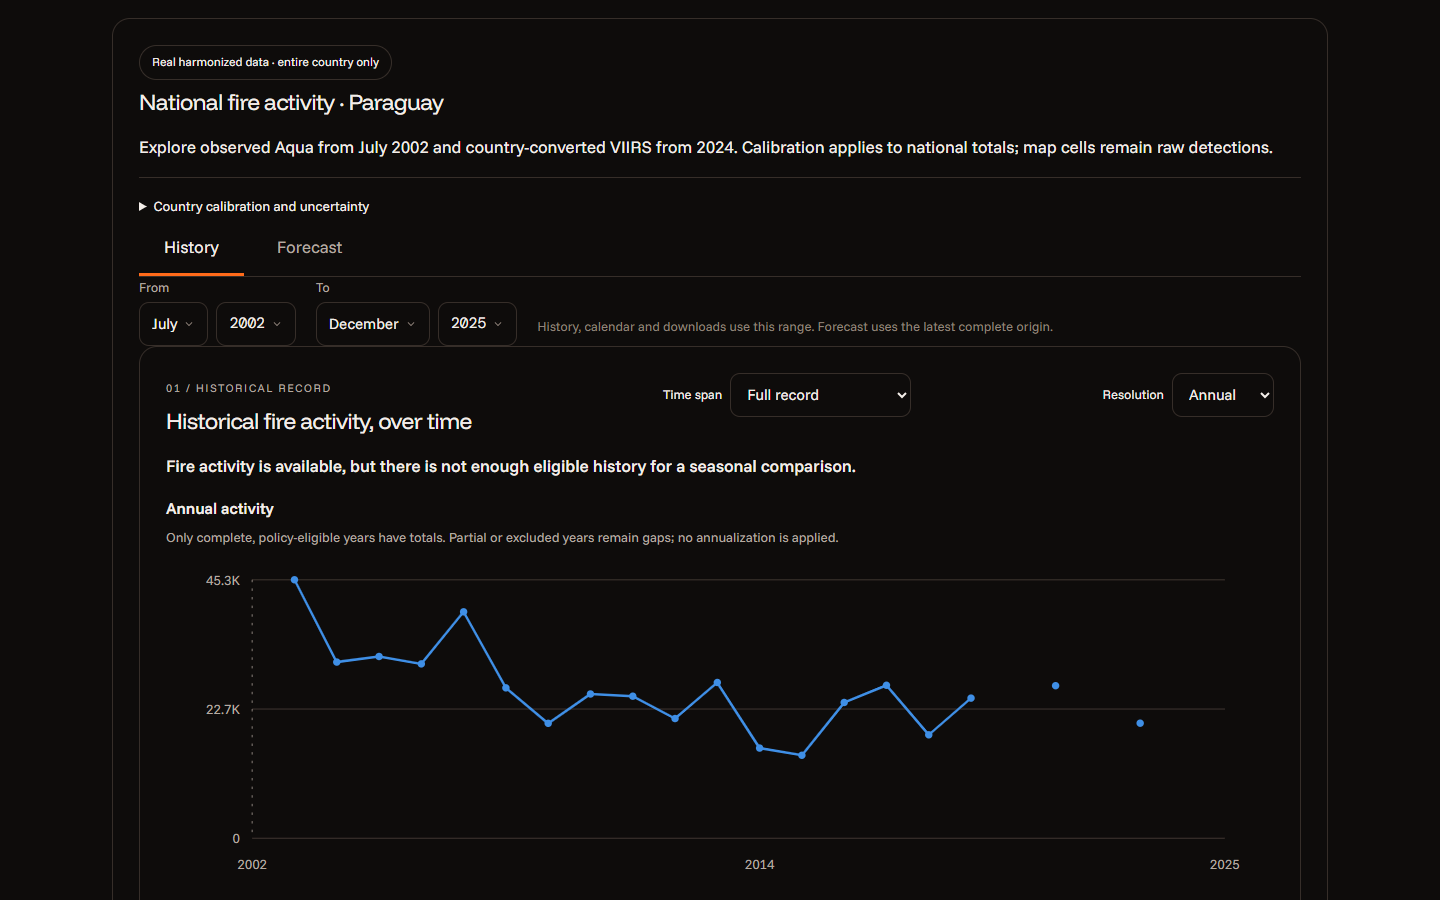 Real harmonized data · entire country only
National fire activity · Paraguay
Explore observed Aqua from July 2002 and country-converted VIIRS from 2024. Calibration applies to national totals; map cells remain raw detections.
▶ Country calibration and uncertainty
History Forecast
From To
July 2002 December 2025 History, calendar and downloads use this range. Forecast uses the latest complete origin.
01 / HISTORICAL RECORD
Time span Full record Resolution Annual
Historical fire activity, over time
Fire activity is available, but there is not enough eligible history for a seasonal comparison.
Annual activity
Only complete, policy-eligible years have totals. Partial or excluded years remain gaps; no annualization is applied.
45.3K
22.7K
0
2002 2014 2025